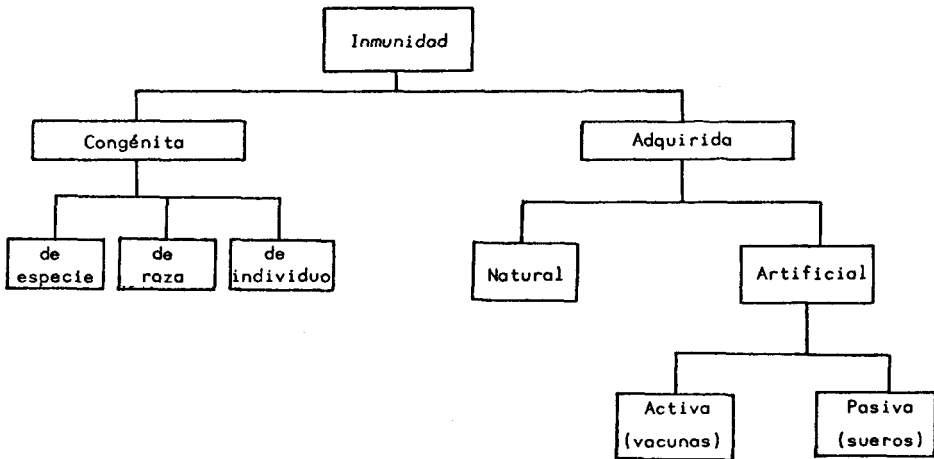 Inmunidad
Congénita
Adquirida
de
especie
de
raza
de
individuo
Natural
Artificial
Activa
(vacunas)
Pasiva
(sueros)